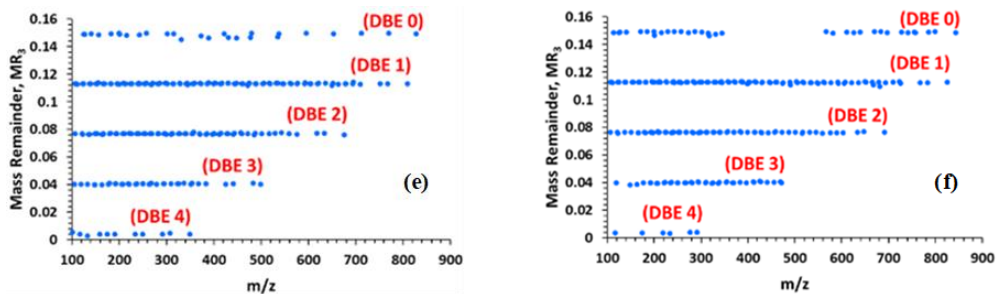 0.16
0.14
0.12
0.1
0.08
0.06
0.04
0.02
0
Mass Remainder, MR3
(DBE 0)
(DBE 1)
(DBE 2)
(DBE 3)
(DBE 4)
(e)
100 200 300 400 500 600 700 800 900
m/z
0.16
0.14
0.12
0.1
0.08
0.06
0.04
0.02
0
Mass Remainder, MR3
(DBE 0)
(DBE 1)
(DBE 2)
(DBE 3)
(DBE 4)
(f)
100 200 300 400 500 600 700 800 900
m/z